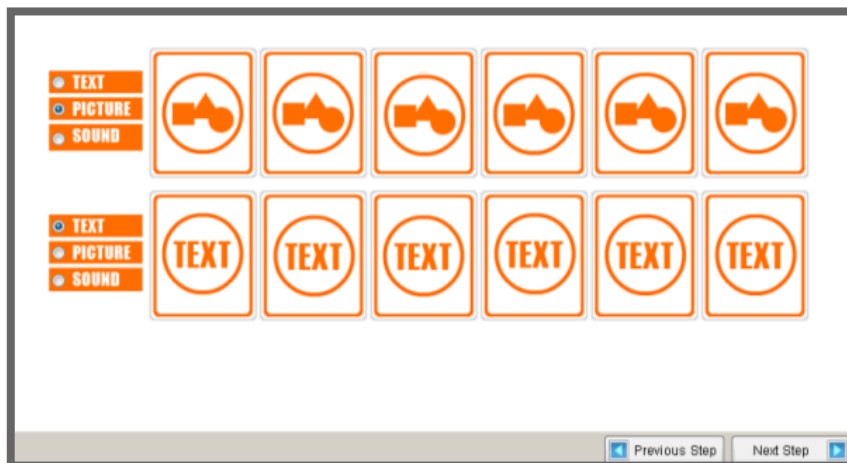 TEXT
PICTURE
SOUND
TEXT
PICTURE
SOUND
TEXT TEXT TEXT TEXT TEXT TEXT
Previous Step Next Step